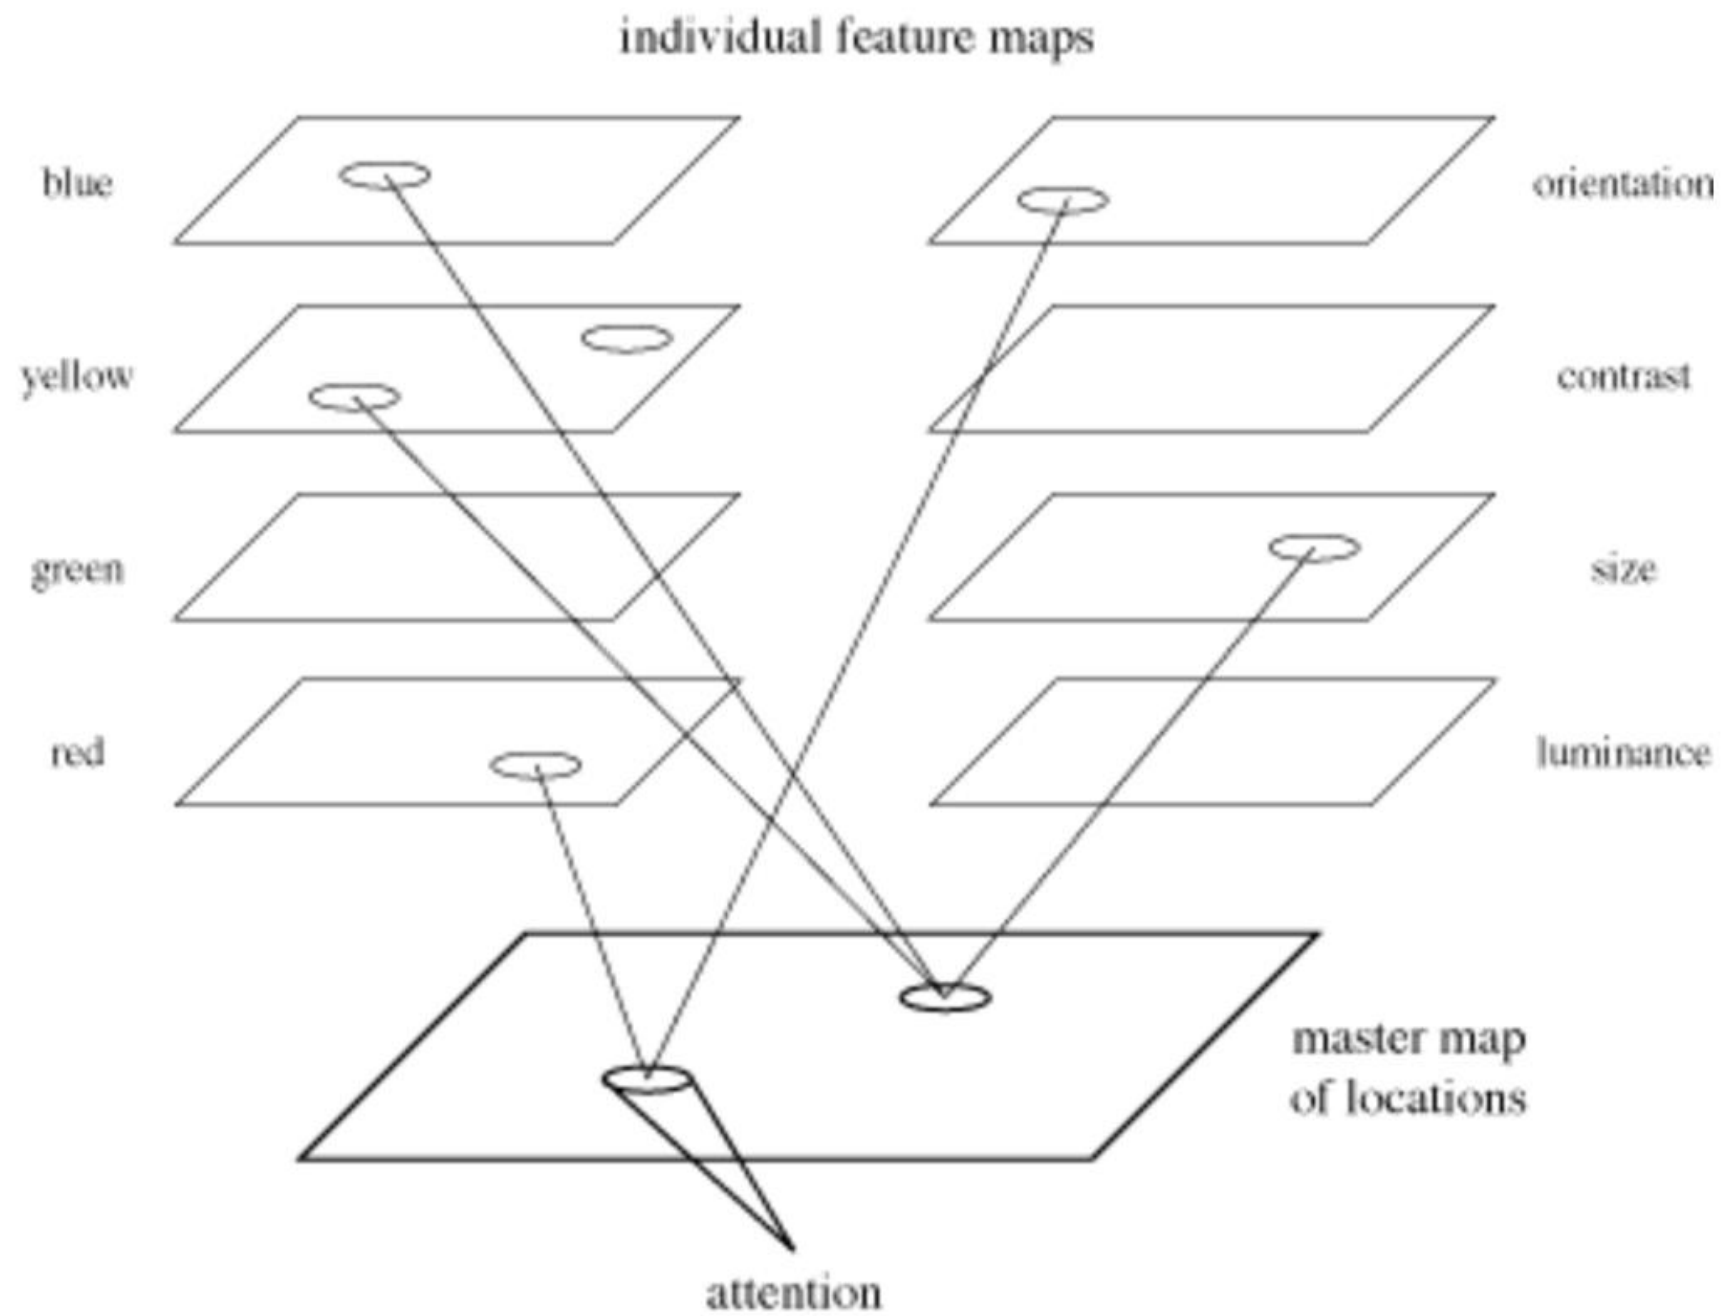 individual feature maps
blue
orientation
yellow
contrast
green
size
red
luminance
master map
of locations
attention